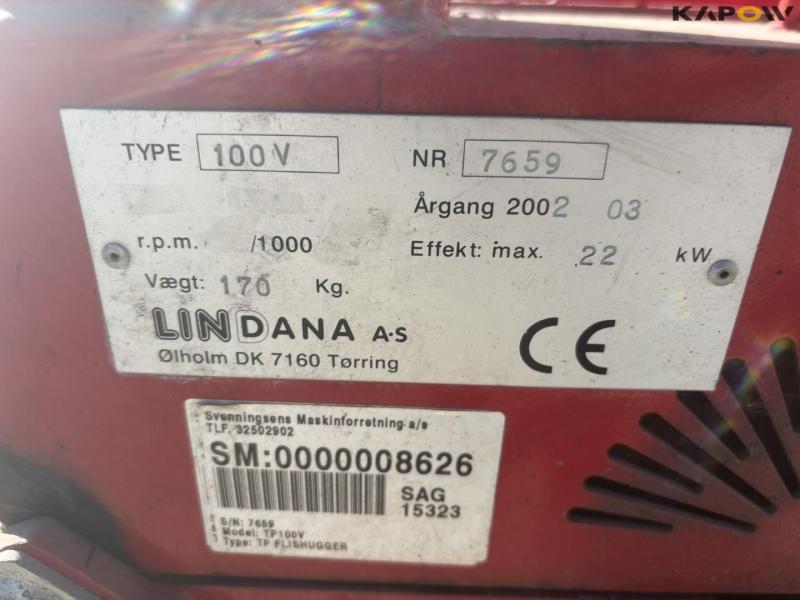 KAPOW
TYPE 100V NR 7659
Årgang 2002 03
r.p.m. /1000 Effekt: max. 22 kW
Vægt: 170 Kg.
LINDANA A·S
CE
Ølholm DK 7160 Tørring
Svenningsens Maskinforretning a/s
TLF. 32502902
SM:0000008626
SAG
15323
S/N: 7659
Model: TP100V
Type: TP FLISHUGGER